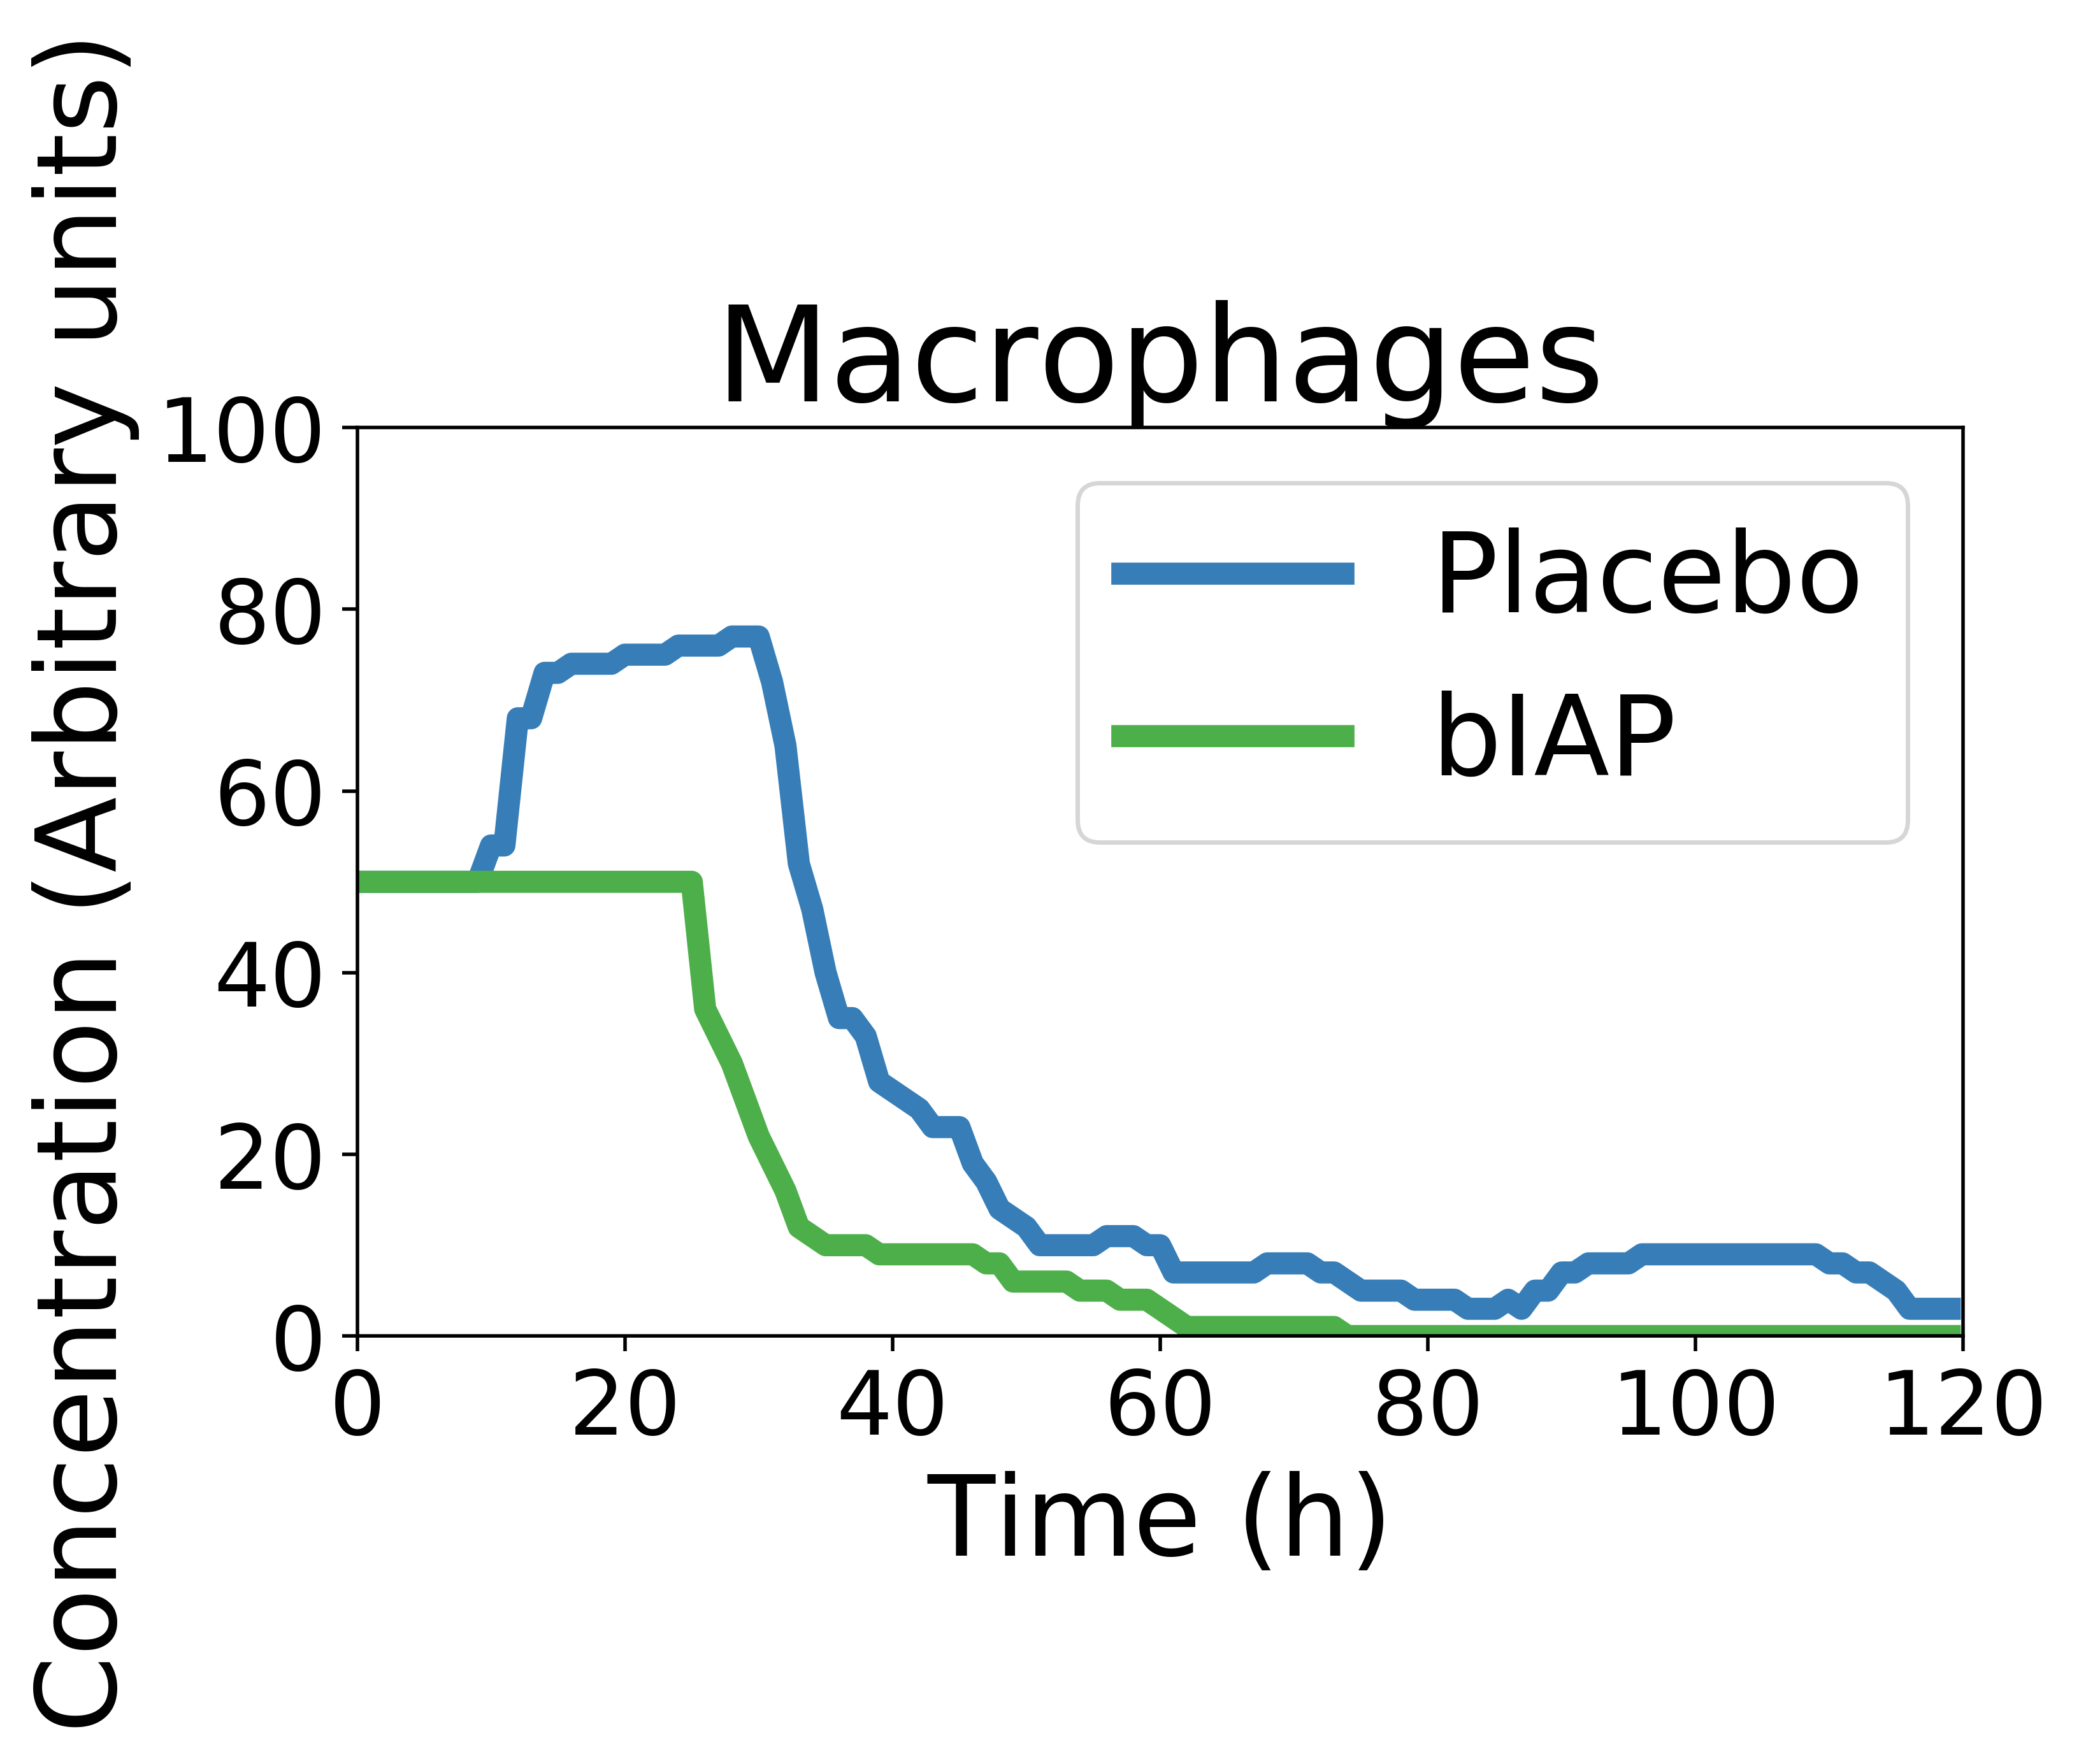 Macrophages
Concentration (Arbitrary units)
100
80
60
40
20
0
Placebo
bIAP
0 20 40 60 80 100 120
Time (h)